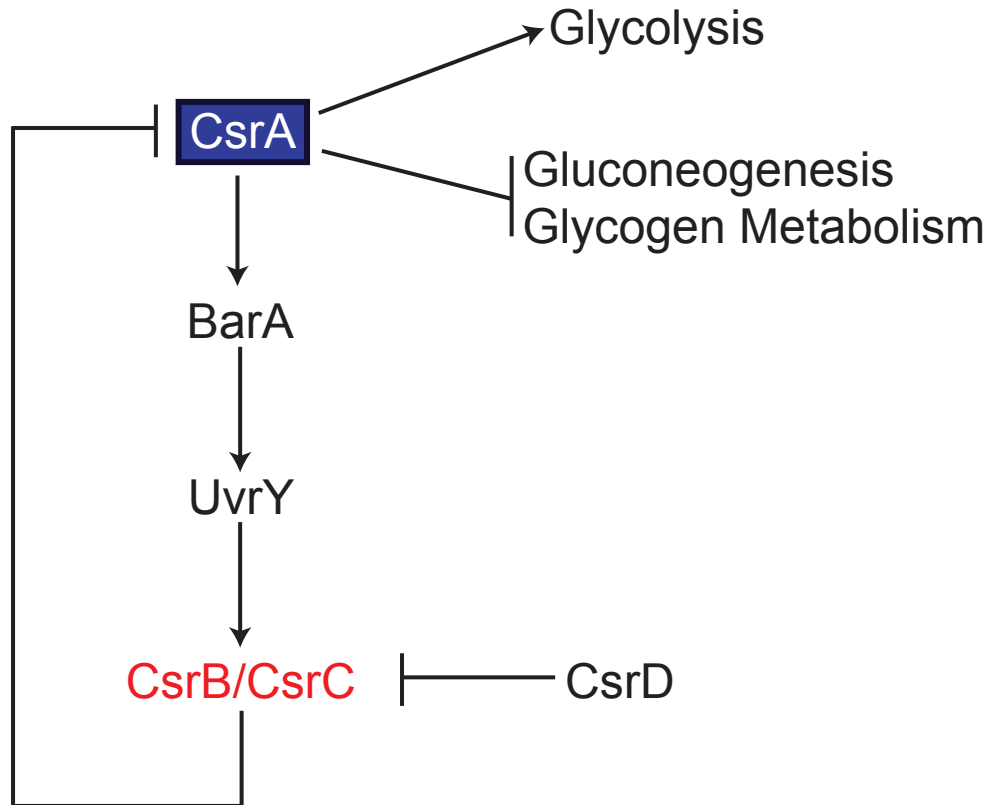 Glycolysis
CsrA
Gluconeogenesis
Glycogen Metabolism
BarA
UvrY
CsrB/CsrC
CsrD